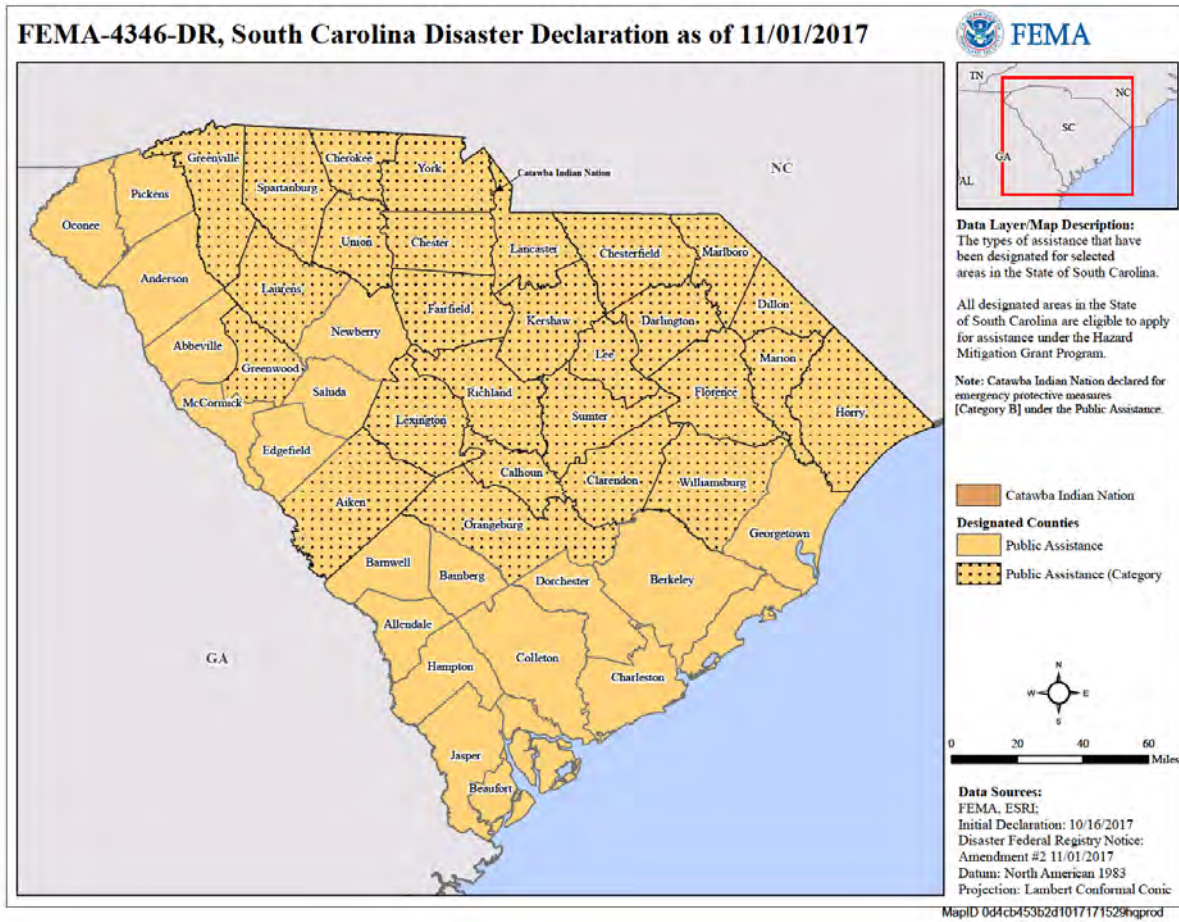 FEMA-4346-DR, South Carolina Disaster Declaration as of 11/01/2017
FEMA
TN
NC
SC
GA
AL
NC
Greenville
Cherokee
York
Catawba Indian Nation
Spartanburg
Pickens
Oconee
Union
Chester
Lancaster
Chesterfield
Marlboro
Anderson
Laurens
Fairfield
Kershaw
Darlington
Dillon
Newberry
Abbeville
Greenwood
Lee
Marion
McCormick
Saluda
Richland
Florence
Lexington
Sumter
Horry
Edgefield
Calhoun
Clarendon
Williamsburg
Aiken
Orangeburg
Georgetown
Barnwell
Bamberg
Dorchester
Berkeley
Allendale
GA
Hampton
Colleton
Charleston
Jasper
Beaufort
Data Layer/Map Description:
The types of assistance that have
been designated for selected
areas in the State of South Carolina.
All designated areas in the State
of South Carolina are eligible to apply
for assistance under the Hazard
Mitigation Grant Program.
Note: Catawba Indian Nation declared for
emergency protective measures
[Category B] under the Public Assistance.
Catawba Indian Nation
Designated Counties
Public Assistance
Public Assistance (Category
N
W E
S
0 20 40 60
Miles
Data Sources:
FEMA, ESRI;
Initial Declaration: 10/16/2017
Disaster Federal Registry Notice:
Amendment #2 11/01/2017
Datum: North American 1983
Projection: Lambert Conformal Conic
MapID 0d4cb453b2d1017171529hqprod